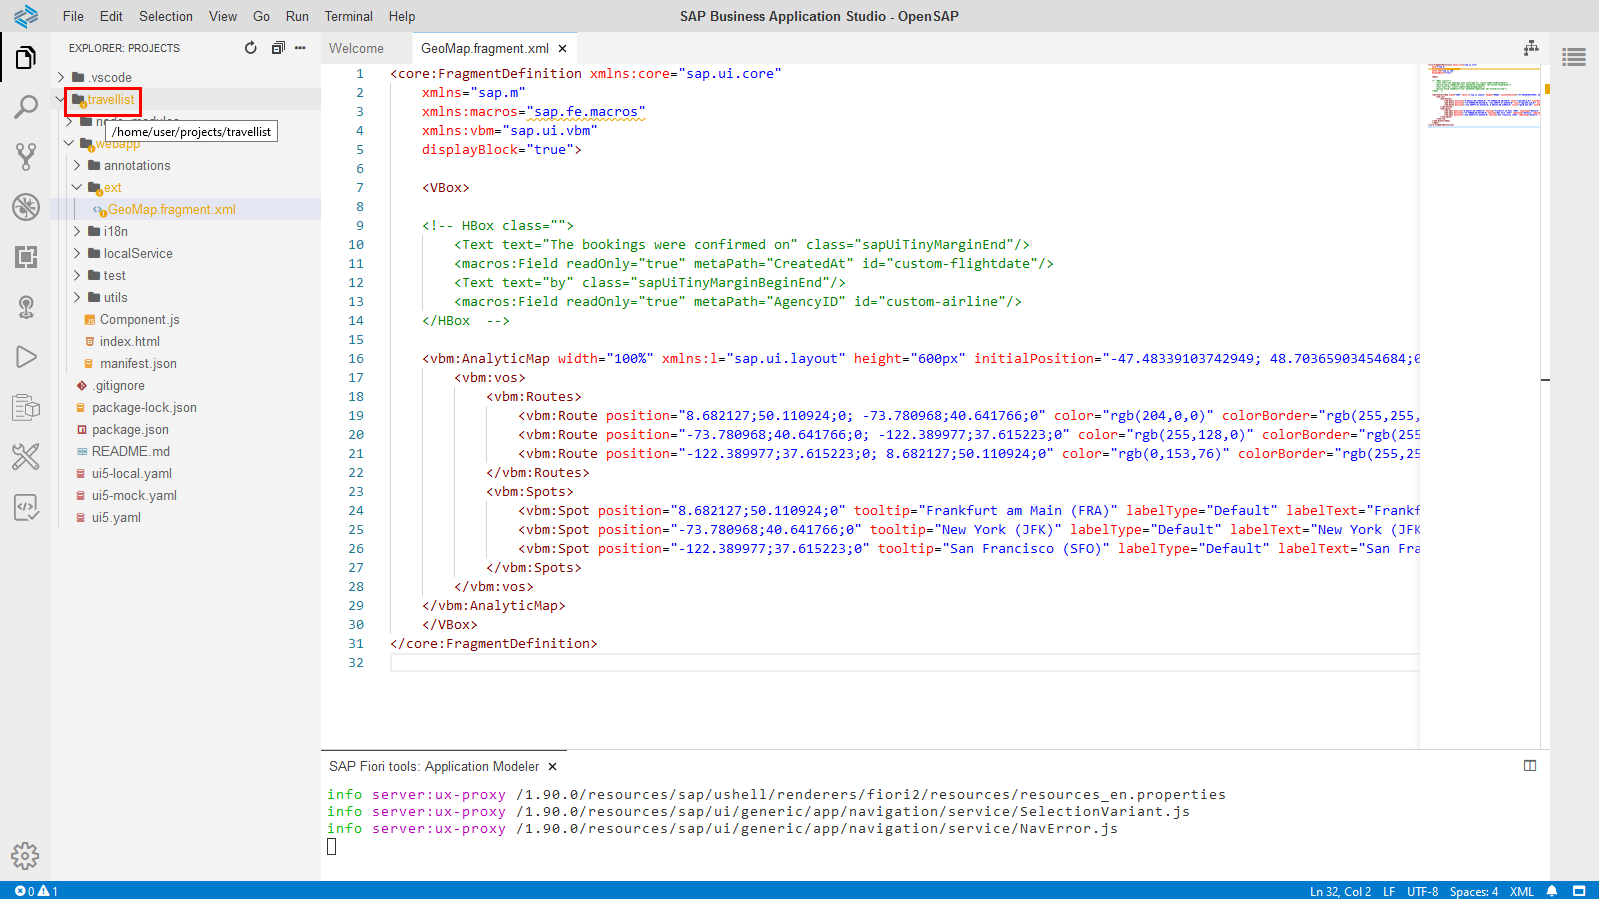 File Edit Selection View Go Run Terminal Help
SAP Business Application Studio - OpenSAP
EXPLORER: PROJECTS
.vscode
travellist
/home/user/projects/travellist
webapp
annotations
ext
GeoMap.fragment.xml
i18n
localService
test
utils
Component.js
index.html
manifest.json
.gitignore
package-lock.json
package.json
README.md
ui5-local.yaml
ui5-mock.yaml
ui5.yaml
Welcome
GeoMap.fragment.xml
1 <core:FragmentDefinition xmlns:core="sap.ui.core"
2 xmlns="sap.m"
3 xmlns:macros="sap.fe.macros"
4 xmlns:vbm="sap.ui.vbm"
5 displayBlock="true">
6
7 <VBox>
8
9 <!-- HBox class="">
10 <Text text="The bookings were confirmed on" class="sapUiTinyMarginEnd"/>
11 <macros:Field readOnly="true" metaPath="CreatedAt" id="custom-flightdate"/>
12 <Text text="by" class="sapUiTinyMarginBeginEnd"/>
13 <macros:Field readOnly="true" metaPath="AgencyID" id="custom-airline"/>
14 </HBox -->
15
16 <vbm:AnalyticMap width="100%" xmlns:l="sap.ui.layout" height="600px" initialPosition="-47.48339103742949; 48.70365903454684;0
17 <vbm:vos>
18 <vbm:Routes>
19 <vbm:Route position="8.682127;50.110924;0; -73.780968;40.641766;0" color="rgb(204,0,0)" colorBorder="rgb(255,255,
20 <vbm:Route position="-73.780968;40.641766;0; -122.389977;37.615223;0" color="rgb(255,128,0)" colorBorder="rgb(255
21 <vbm:Route position="-122.389977;37.615223;0; 8.682127;50.110924;0" color="rgb(0,153,76)" colorBorder="rgb(255,25
22 </vbm:Routes>
23 <vbm:Spots>
24 <vbm:Spot position="8.682127;50.110924;0" tooltip="Frankfurt am Main (FRA)" labelType="Default" labelText="Frankf
25 <vbm:Spot position="-73.780968;40.641766;0" tooltip="New York (JFK)" labelType="Default" labelText="New York (JFK
26 <vbm:Spot position="-122.389977;37.615223;0" tooltip="San Francisco (SFO)" labelType="Default" labelText="San Fra
27 </vbm:Spots>
28 </vbm:vos>
29 </vbm:AnalyticMap>
30 </VBox>
31 </core:FragmentDefinition>
32
SAP Fiori tools: Application Modeler
info server:ux-proxy /1.90.0/resources/sap/ushell/renderers/fiori2/resources/resources_en.properties
info server:ux-proxy /1.90.0/resources/sap/ui/generic/app/navigation/service/SelectionVariant.js
info server:ux-proxy /1.90.0/resources/sap/ui/generic/app/navigation/service/NavError.js
0 1
Ln 32, Col 2 LF UTF-8 Spaces: 4 XML